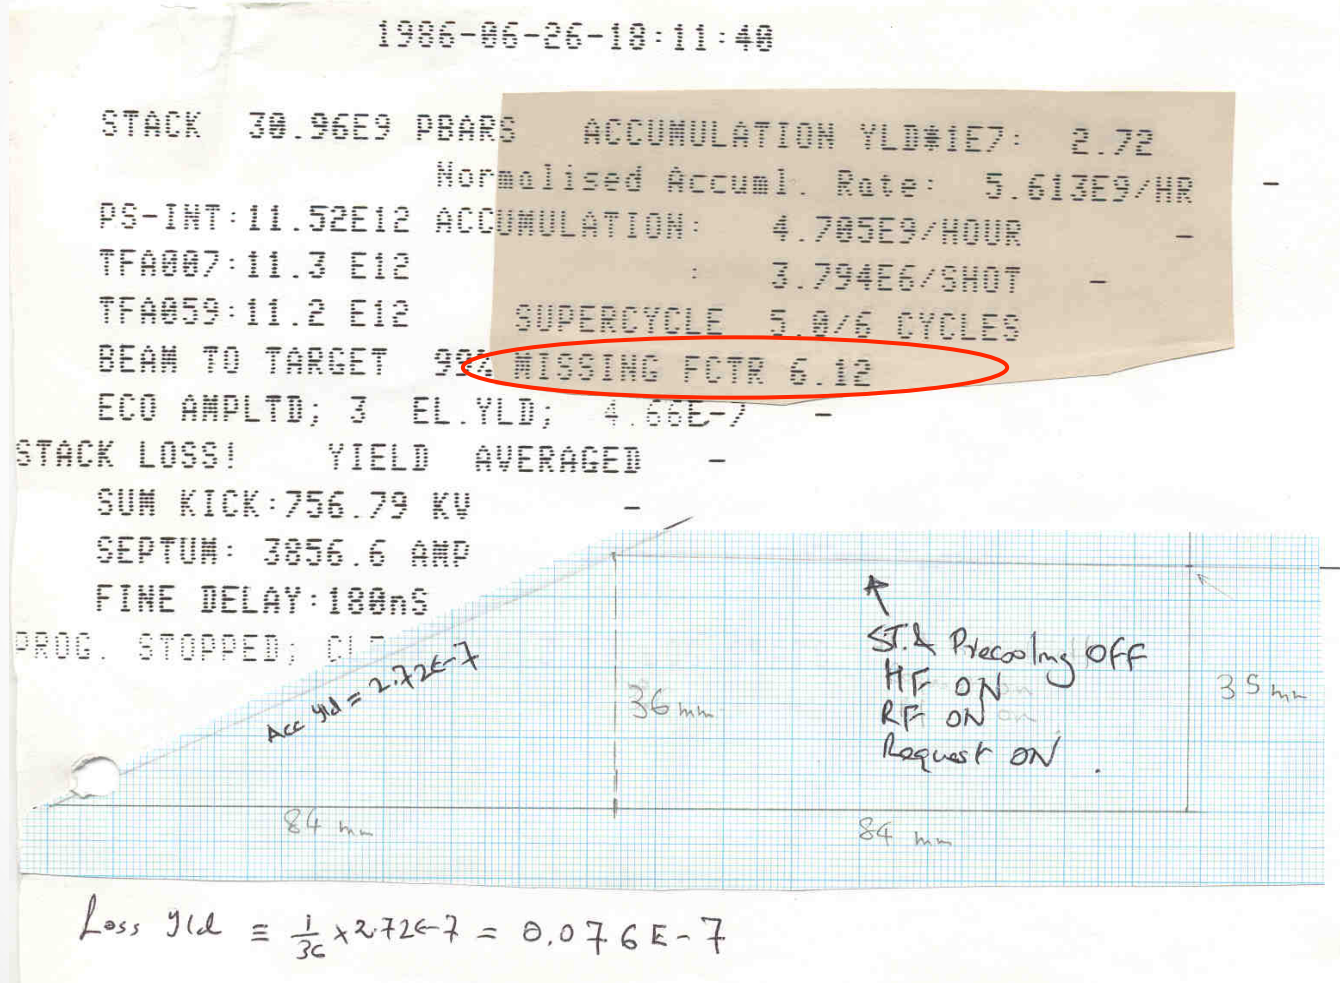 1986-06-26-18:11:40
STACK 30.96E9 PBARS ACCUMULATION YLD*1E7: 2.72
Normalised Accuml. Rate: 5.613E9/HR -
PS-INT:11.52E12 ACCUMULATION: 4.705E9/HOUR -
TFA007:11.3 E12 : 3.794E6/SHOT -
TFA059:11.2 E12 SUPERCYCLE 5.0/6 CYCLES
BEAM TO TARGET 99% MISSING FCTR 6.12
ECO AMPLTD; 3 EL.YLD; 4.66E-7 -
STACK LOSS! YIELD AVERAGED -
SUM KICK:756.79 KV -
SEPTUM: 3856.6 AMP
FINE DELAY:180nS
PROG. STOPPED;
Acc Yld = 2.72E-7
ST.& Precooling OFF
HF ON
RF ON
Request ON .
36 mm
35 mm
84 mm
84 mm
Loss Yld ≡ 1/36 x 2.72E-7 = 0.076E-7